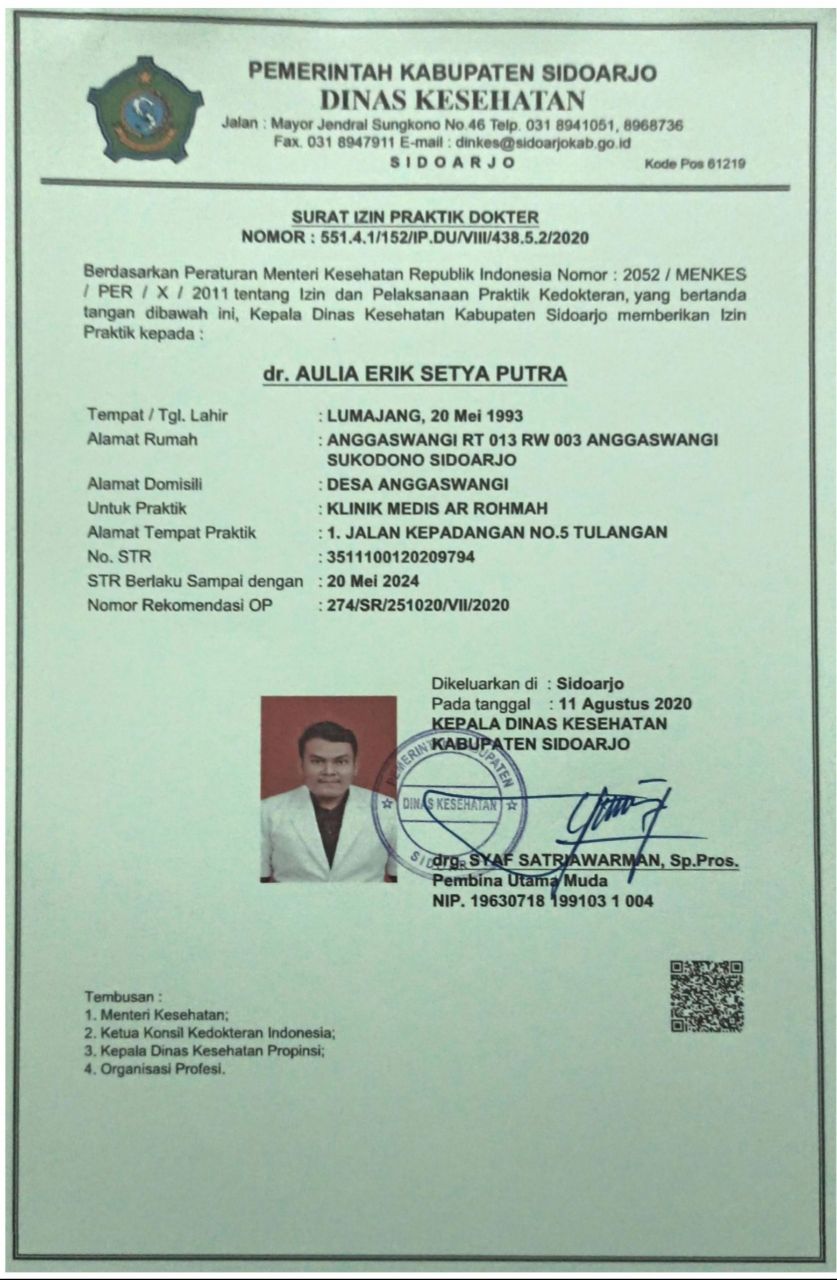 PEMERINTAH KABUPATEN SIDOARJO
DINAS KESEHATAN
Jalan : Mayor Jendral Sungkono No.46 Telp. 031 8941051, 8968736
Fax. 031 8947911 E-mail : dinkes@sidoarjokab.go.id
SIDOARJO
Kode Pos 61219
SURAT IZIN PRAKTIK DOKTER
NOMOR : 551.4.1/152/IP.DU/VIII/438.5.2/2020
Berdasarkan Peraturan Menteri Kesehatan Republik Indonesia Nomor : 2052 / MENKES
/ PER / X / 2011 tentang Izin dan Pelaksanaan Praktik Kedokteran, yang bertanda
tangan dibawah ini, Kepala Dinas Kesehatan Kabupaten Sidoarjo memberikan Izin
Praktik kepada :
dr. AULIA ERIK SETYA PUTRA
Tempat / Tgl. Lahir : LUMAJANG, 20 Mei 1993
Alamat Rumah : ANGGASWANGI RT 013 RW 003 ANGGASWANGI
SUKODONO SIDOARJO
Alamat Domisili : DESA ANGGASWANGI
Untuk Praktik : KLINIK MEDIS AR ROHMAH
Alamat Tempat Praktik : 1. JALAN KEPADANGAN NO.5 TULANGAN
No. STR : 3511100120209794
STR Berlaku Sampai dengan : 20 Mei 2024
Nomor Rekomendasi OP : 274/SR/251020/VII/2020
Dikeluarkan di : Sidoarjo
Pada tanggal : 11 Agustus 2020
KEPALA DINAS KESEHATAN
KABUPATEN SIDOARJO
PEMERINTAH KABUPATEN
DINAS KESEHATAN
SIDOARJO
drg. SYAF SATRIAWARMAN, Sp.Pros.
Pembina Utama Muda
NIP. 19630718 199103 1 004
Tembusan :
1. Menteri Kesehatan;
2. Ketua Konsil Kedokteran Indonesia;
3. Kepala Dinas Kesehatan Propinsi;
4. Organisasi Profesi.